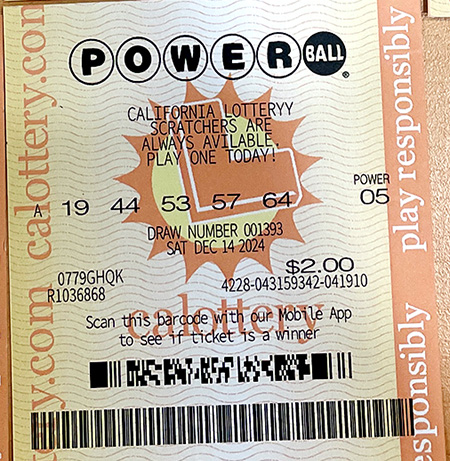 POWERBALL®
CALIFORNIA LOTTERYY
SCRATCHERS ARE
ALWAYS AVILABLE.
PLAY ONE TODAY!
POWER
A 19 44 53 57 64 05
DRAW NUMBER 001393
SAT DEC 14 2024
$2.00
0779GHQK 4228-043159342-041910
R1036868
calottery
Scan this barcode with our Mobile App
to see if ticket is a winner
calottery.com
ry.com
play responsibly
sponsibly